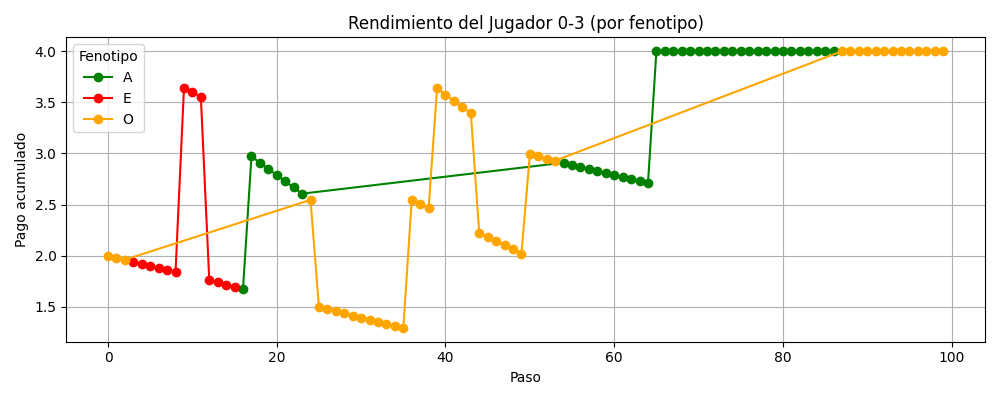 Rendimiento del Jugador 0-3 (por fenotipo)
Fenotipo
A
E
O
Pago acumulado
4.0
3.5
3.0
2.5
2.0
1.5
0 20 40 60 80 100
Paso